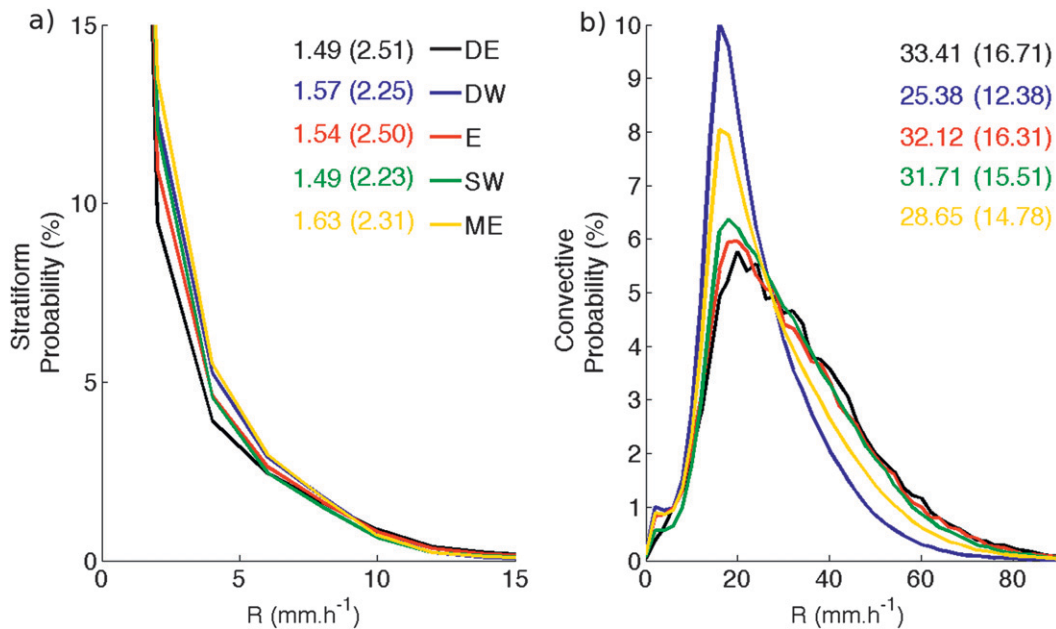 a)
15
10
5
0
Stratiform
Probability (%)
1.49 (2.51) DE
1.57 (2.25) DW
1.54 (2.50) E
1.49 (2.23) SW
1.63 (2.31) ME
0 5 10 15
R (mm.h⁻¹)
b)
10
9
8
7
6
5
4
3
2
1
0
Convective
Probability (%)
33.41 (16.71)
25.38 (12.38)
32.12 (16.31)
31.71 (15.51)
28.65 (14.78)
0 20 40 60 80
R (mm.h⁻¹)